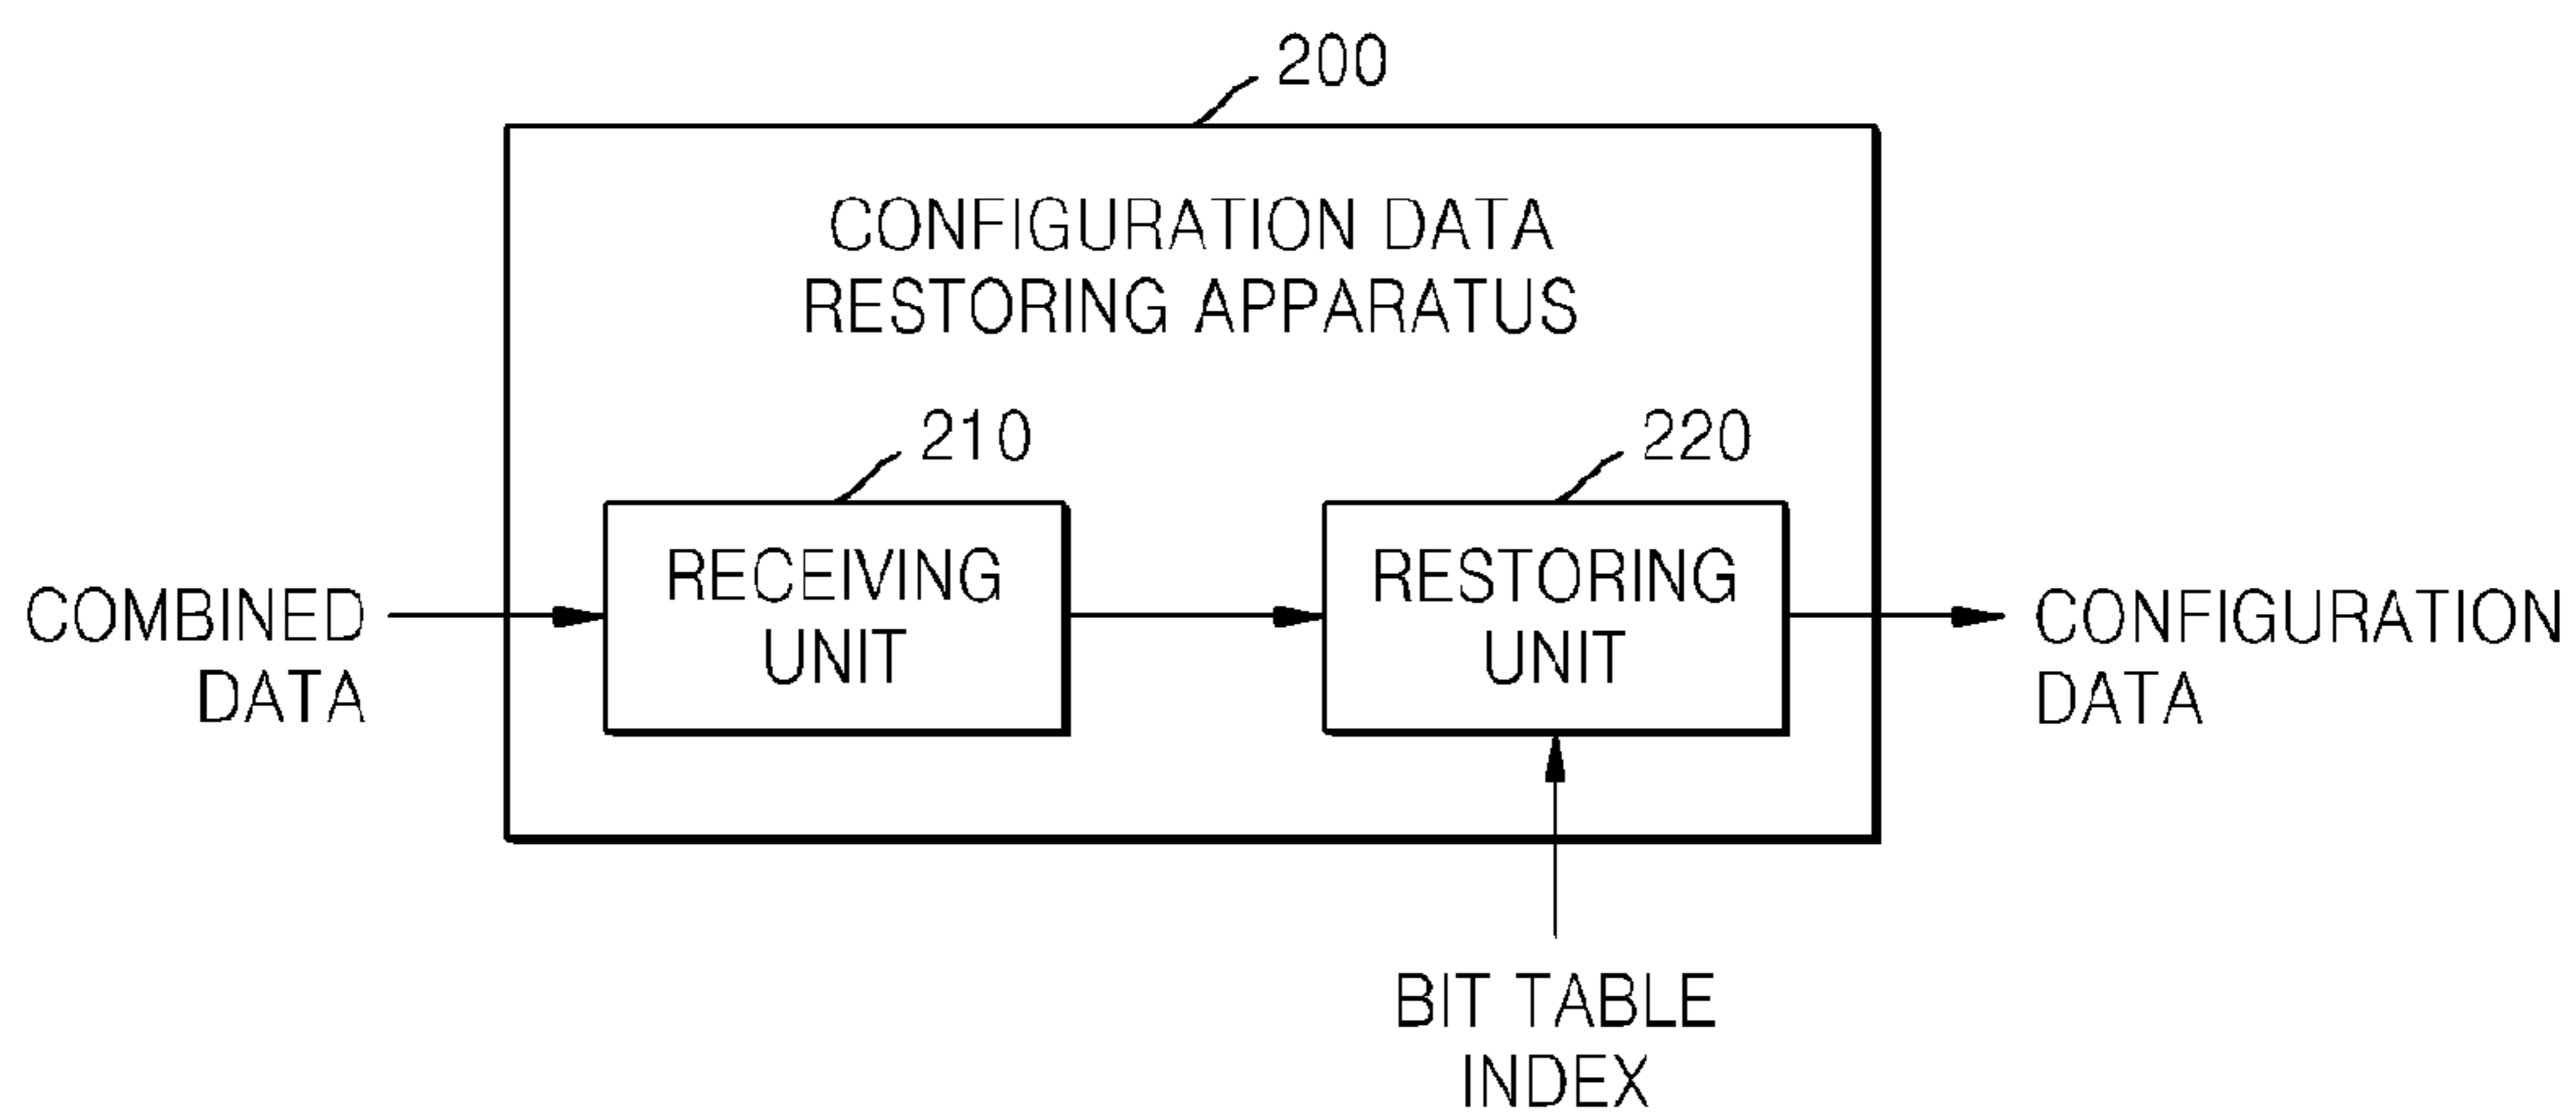 200
CONFIGURATION DATA
RESTORING APPARATUS
210
220
RECEIVING
UNIT
RESTORING
UNIT
COMBINED
DATA
CONFIGURATION
DATA
BIT TABLE
INDEX